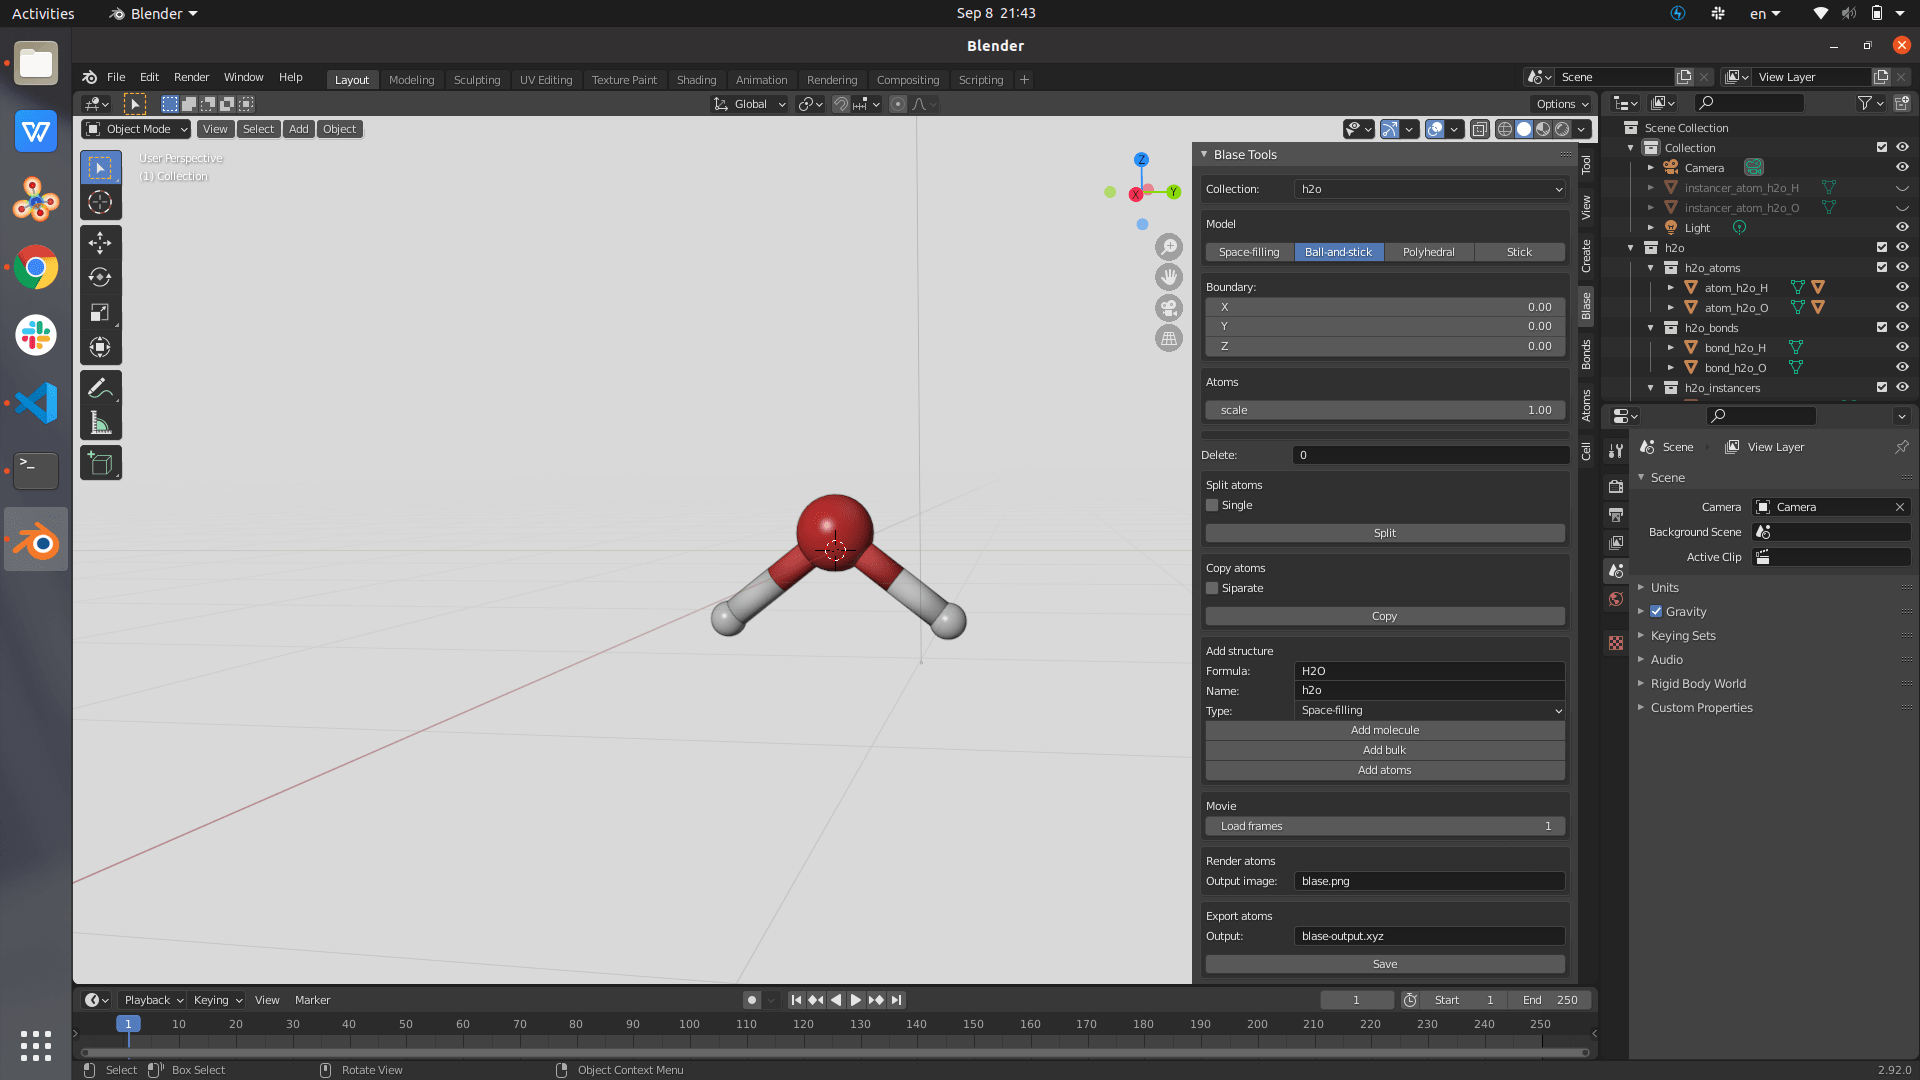 Activities Blender Sep 8 21:43 en
Blender
File Edit Render Window Help Layout Modeling Sculpting UV Editing Texture Paint Shading Animation Rendering Compositing Scripting + Scene View Layer
Global Options
Object Mode View Select Add Object
User Perspective
(1) Collection
Z
X Y
Blase Tools
Collection: h2o
Model
Space-filling Ball-and-stick Polyhedral Stick
Boundary:
X 0.00
Y 0.00
Z 0.00
Atoms
scale 1.00
Delete: 0
Split atoms
Single
Split
Copy atoms
Siparate
Copy
Add structure
Formula: H2O
Name: h2o
Type: Space-filling
Add molecule
Add bulk
Add atoms
Movie
Load frames 1
Render atoms
Output image: blase.png
Export atoms
Output: blase-output.xyz
Save
Tool
View
Create
Blase
Bonds
Atoms
Cell
Scene Collection
Collection
Camera
instancer_atom_h2o_H
instancer_atom_h2o_O
Light
h2o
h2o_atoms
atom_h2o_H
atom_h2o_O
h2o_bonds
bond_h2o_H
bond_h2o_O
h2o_instancers
Scene View Layer
Scene
Camera Camera
Background Scene
Active Clip
Units
Gravity
Keying Sets
Audio
Rigid Body World
Custom Properties
Playback Keying View Marker 1 Start 1 End 250
1 10 20 30 40 50 60 70 80 90 100 110 120 130 140 150 160 170 180 190 200 210 220 230 240 250
Select Box Select Rotate View Object Context Menu 2.92.0